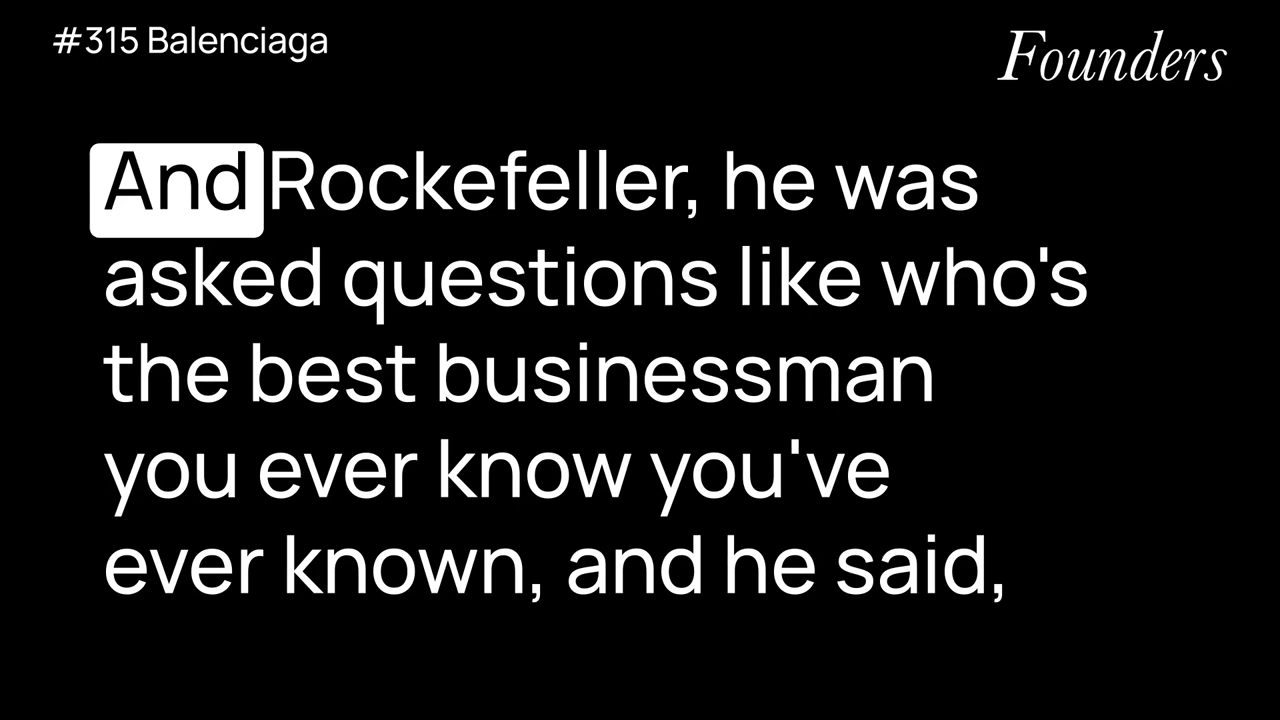 #315 Balenciaga
Founders
And Rockefeller, he was
asked questions like who's
the best businessman
you ever know you've
ever known, and he said,